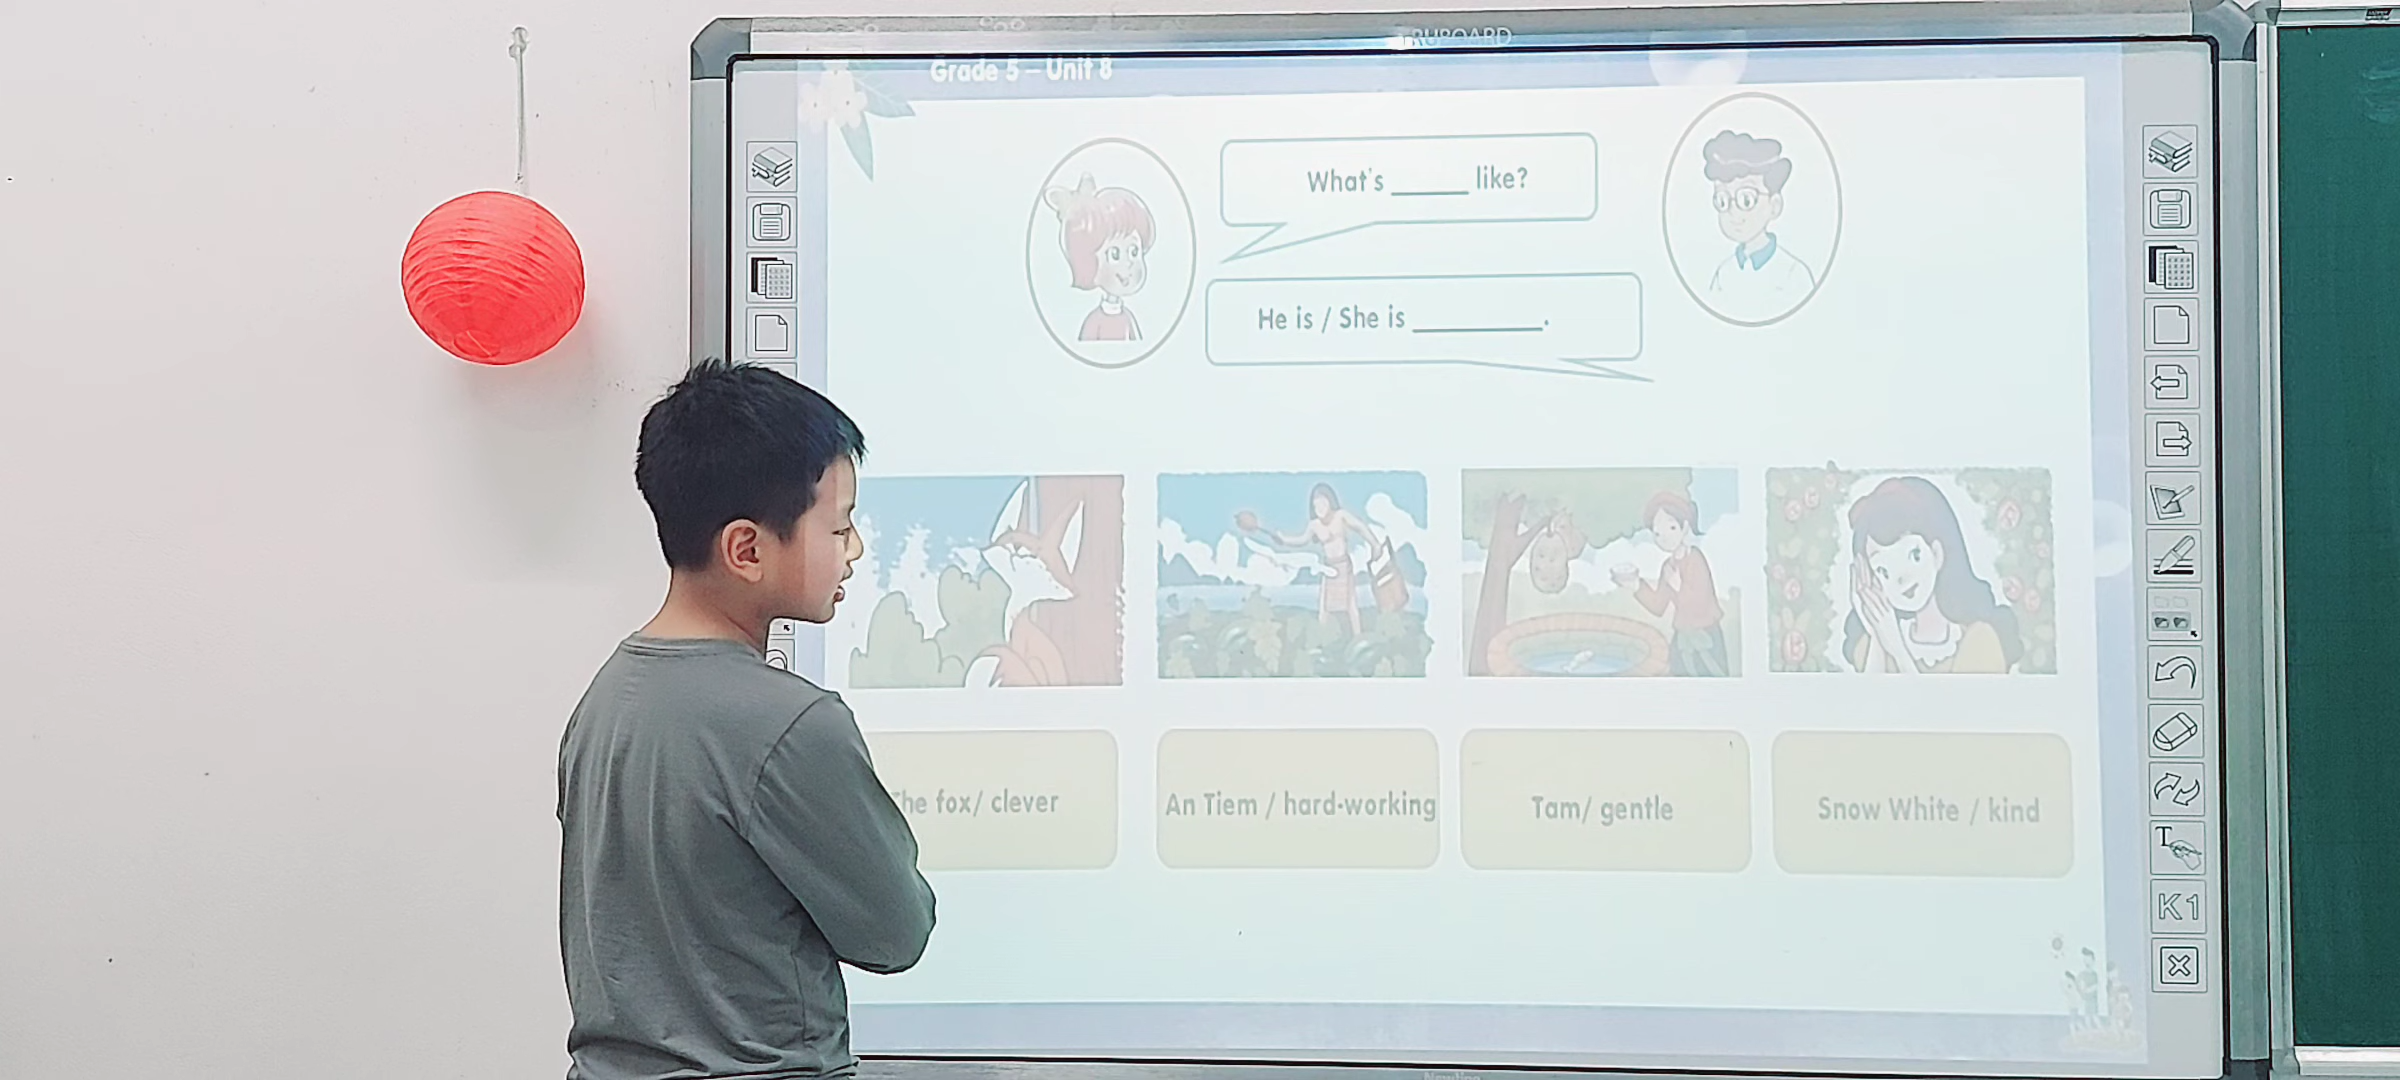 Grade 5 – Unit 8
What's ______ like?
He is / She is __________.
he fox/ clever
An Tiem / hard-working
Tam/ gentle
Snow White / kind
T
K1